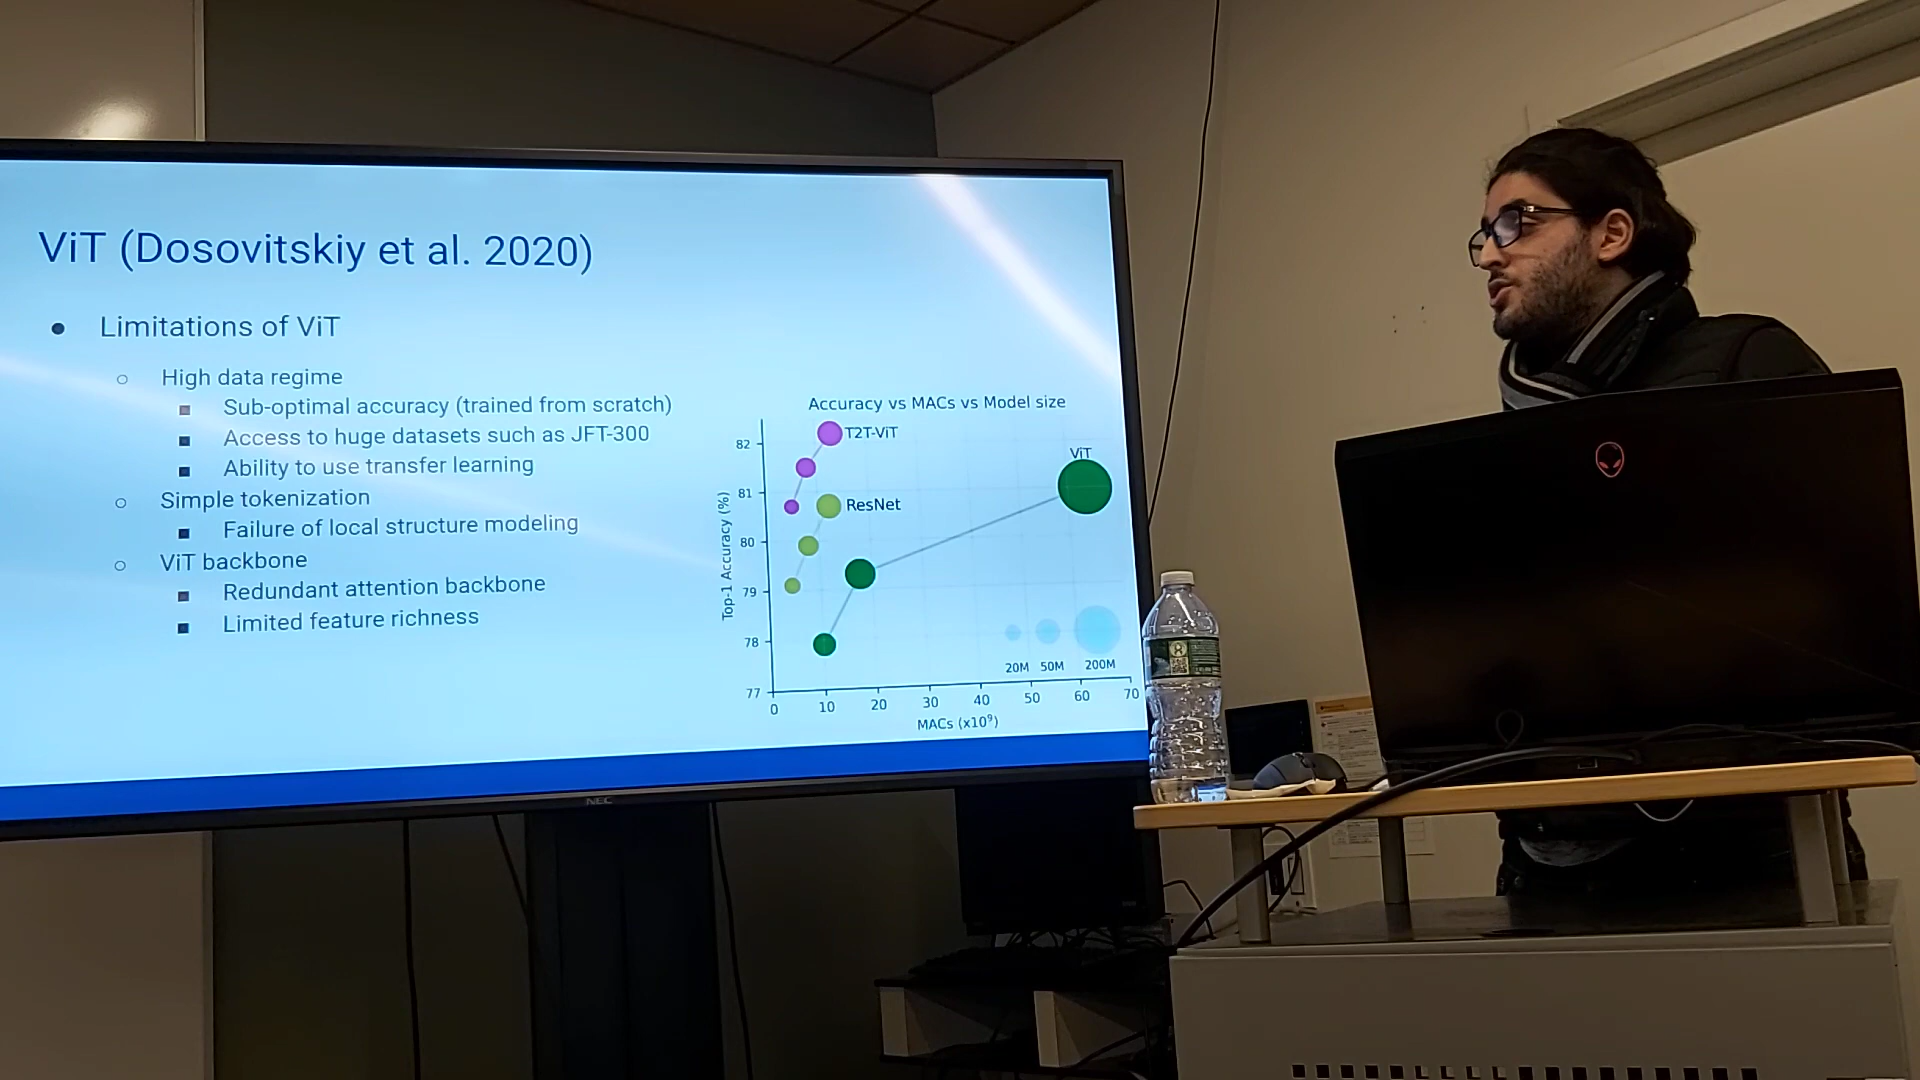 ViT (Dosovitskiy et al. 2020)
Limitations of ViT
High data regime
Sub-optimal accuracy (trained from scratch)
Access to huge datasets such as JFT-300
Ability to use transfer learning
Simple tokenization
Failure of local structure modeling
ViT backbone
Redundant attention backbone
Limited feature richness
Accuracy vs MACs vs Model size
82
T2T-ViT
ViT
81
ResNet
80
79
78
77
Top-1 Accuracy (%)
20M 50M 200M
0 10 20 30 40 50 60 70
MACs (x10⁹)
NEC